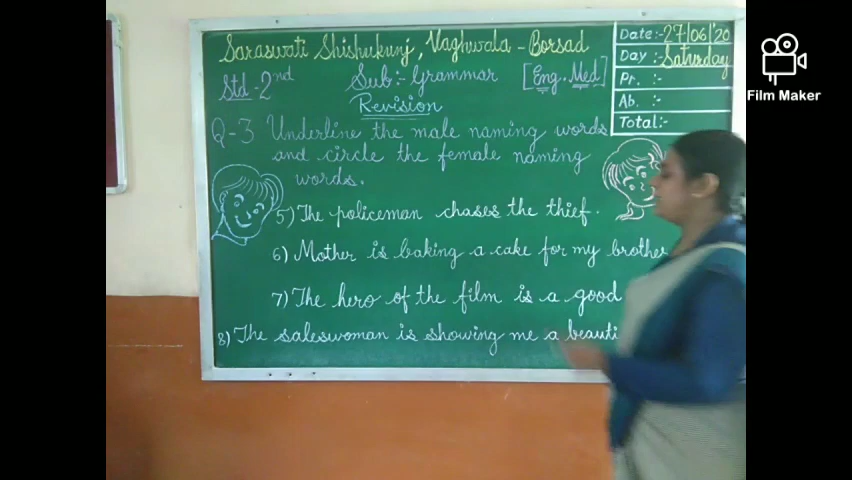 Saraswati Shishukunj, Vaghwala - Borsad
Date:- 27/06/'20
Day :- Saturday
Std - 2nd Sub:- Grammar [Eng. Med]
Pr. :-
Revision
Ab. :-
Total:-
Q-3 Underline the male naming words
and circle the female naming
words.
5) The policeman chases the thief.
6) Mother is baking a cake for my brother
7) The hero of the film is a good
8) The saleswoman is showing me a beauti
Film Maker